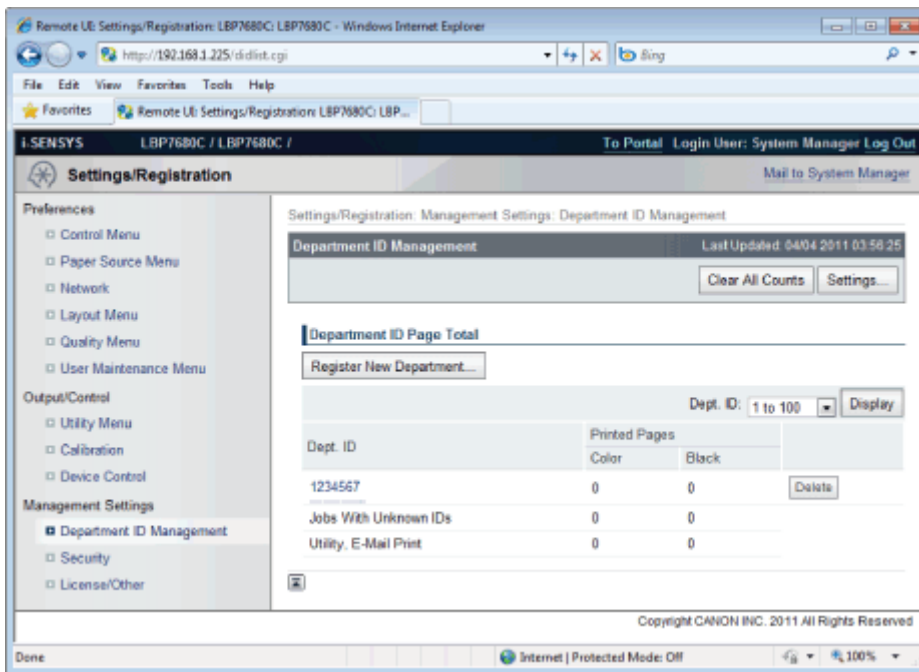 Remote UI: Settings/Registration: LBP7680C: LBP7680C - Windows Internet Explorer
http://192.168.1.225/didlist.cgi
Bing
File Edit View Favorites Tools Help
Favorites Remote UI: Settings/Registration: LBP7680C: LBP...
i-SENSYS LBP7680C / LBP7680C / To Portal Login User: System Manager Log Out
Settings/Registration Mail to System Manager
Preferences
Control Menu
Paper Source Menu
Network
Layout Menu
Quality Menu
User Maintenance Menu
Output/Control
Utility Menu
Calibration
Device Control
Management Settings
Department ID Management
Security
License/Other
Settings/Registration: Management Settings: Department ID Management
Department ID Management Last Updated: 04/04 2011 03:56:25
Clear All Counts Settings...
Department ID Page Total
Register New Department...
Dept. ID: 1 to 100 Display
Dept. ID Printed Pages
Color Black
1234567 0 0 Delete
Jobs With Unknown IDs 0 0
Utility, E-Mail Print 0 0
Copyright CANON INC. 2011 All Rights Reserved
Done Internet | Protected Mode: Off 100%